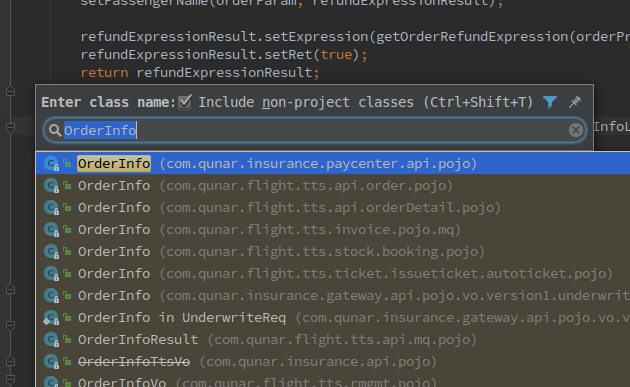 setPassengerName(orderParam, refundExpressionResult);
refundExpressionResult.setExpression(getOrderRefundExpression(orderPr
refundExpressionResult.setRet(true);
return refundExpressionResult;
Enter class name: Include non-project classes (Ctrl+Shift+T)
OrderInfo
InfoL
OrderInfo (com.qunar.insurance.paycenter.api.pojo)
OrderInfo (com.qunar.flight.tts.api.order.pojo)
OrderInfo (com.qunar.flight.tts.api.orderDetail.pojo)
OrderInfo (com.qunar.flight.tts.invoice.pojo.mq)
OrderInfo (com.qunar.flight.tts.stock.booking.pojo)
OrderInfo (com.qunar.flight.tts.ticket.issueticket.autoticket.pojo)
OrderInfo (com.qunar.insurance.gateway.api.pojo.vo.version1.underwrit
OrderInfo in UnderwriteReq (com.qunar.insurance.gateway.api.pojo.vo.v
OrderInfoResult (com.qunar.flight.tts.api.mq.pojo)
OrderInfoTtsVo (com.qunar.insurance.api.pojo)
OrderInfoVo (com.qunar.flight.tts.rmgmt.pojo)